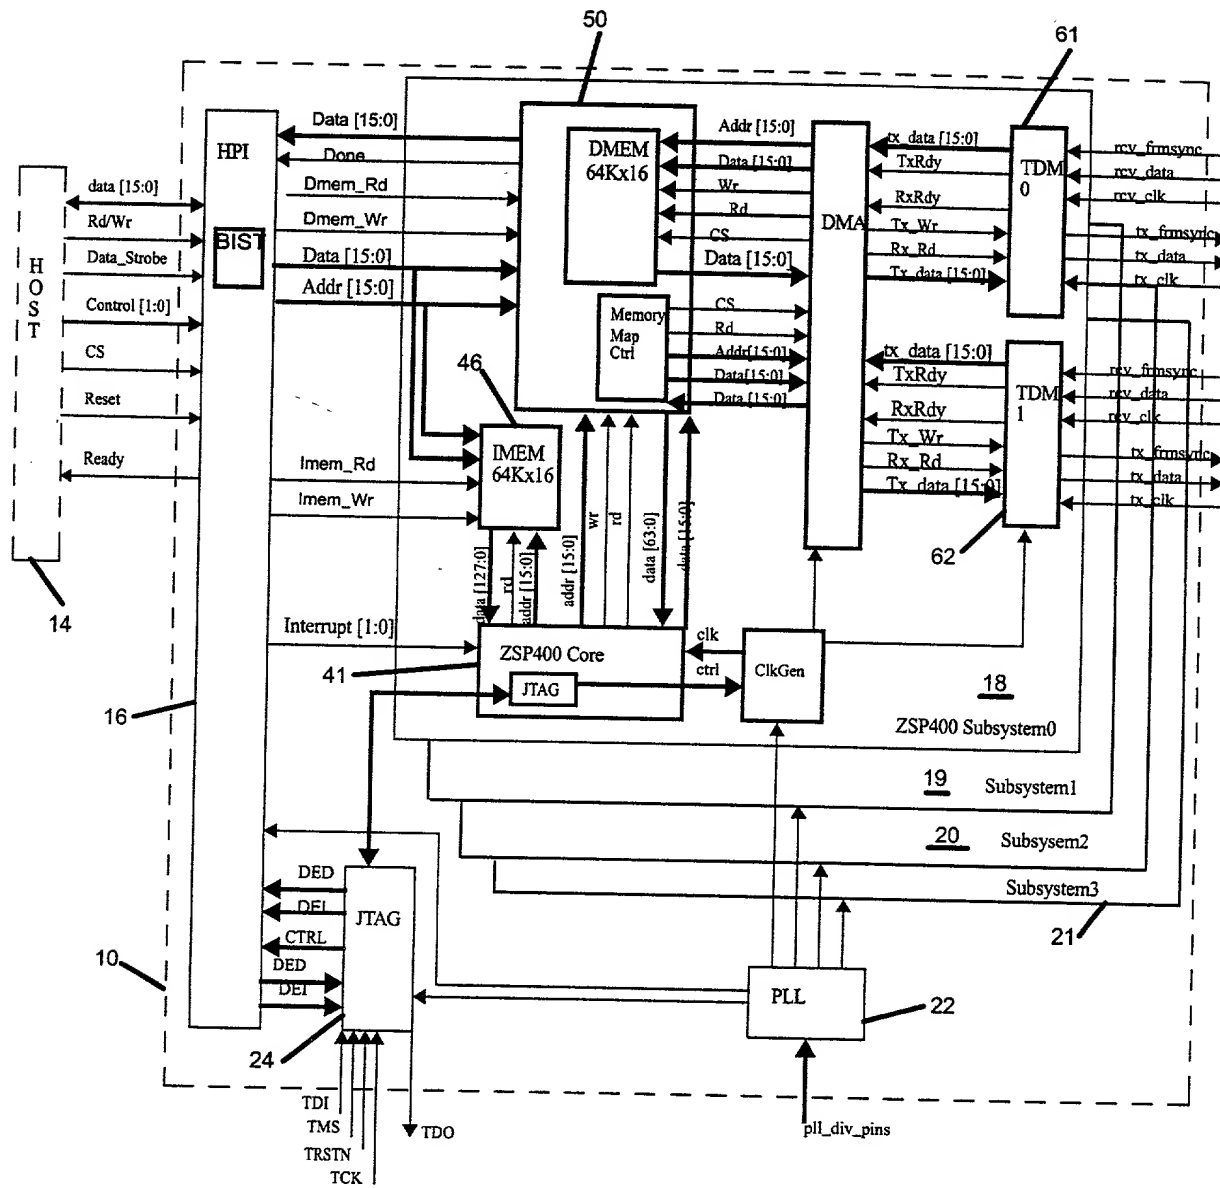 50
61
HPI
Data [15:0]
Done
Dmem_Rd
Dmem_Wr
Data [15:0]
Addr [15:0]
BIST
HOST
data [15:0]
Rd/Wr
Data_Strobe
Control [1:0]
CS
Reset
Ready
14
DMEM
64Kx16
Addr [15:0]
Data [15:0]
Wr
Rd
CS
Data [15:0]
Memory
Map
Ctrl
CS
Rd
Addr[15:0]
Data[15:0]
Data [15:0]
DMA
tx_data [15:0]
TxRdy
RxRdy
Tx_Wr
Rx_Rd
Tx_data [15:0]
TDM
0
rcv_frmsync
rcv_data
rcv_clk
tx_frmsync
tx_data
tx_clk
tx_data [15:0]
TxRdy
RxRdy
Tx_Wr
Rx_Rd
Tx_data [15:0]
TDM
1
rcv_frmsync
rcv_data
rcv_clk
tx_frmsync
tx_data
tx_clk
62
46
IMEM
64Kx16
Imem_Rd
Imem_Wr
data [127:0]
rd
addr [15:0]
addr [15:0]
wr
rd
data [63:0]
data [15:0]
Interrupt [1:0]
41
ZSP400 Core
JTAG
clk
ctrl
ClkGen
18
ZSP400 Subsystem0
16
19
Subsystem1
20
Subsysem2
Subsystem3
21
DED
DEI
CTRL
DED
DEI
JTAG
10
24
PLL
22
TDI
TMS
TRSTN
TCK
TDO
pll_div_pins